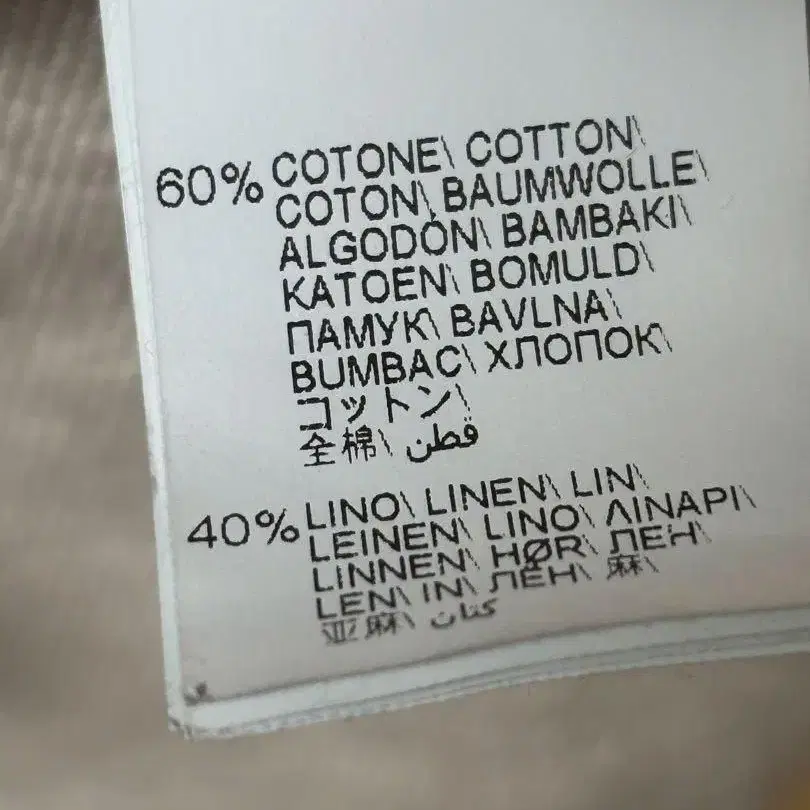 60% COTONE\ COTTON\
COTON\ BAUMWOLLE\
ALGODÓN\ BAMBAKI\
KATOEN\ BOMULD\
ПАМУК\ BAVLNA\
BUMBAC\ ХЛОПОК\
コットン\
全棉\ قطن
40% LINO\ LINEN\ LIN\
LEINEN\ LINO\ ΛΙΝΑΡΙ\
LINNEN\ HØR\ ЛЕН\
LEN\ IN\ ЛЁН\ 麻\
亚麻\ كتان